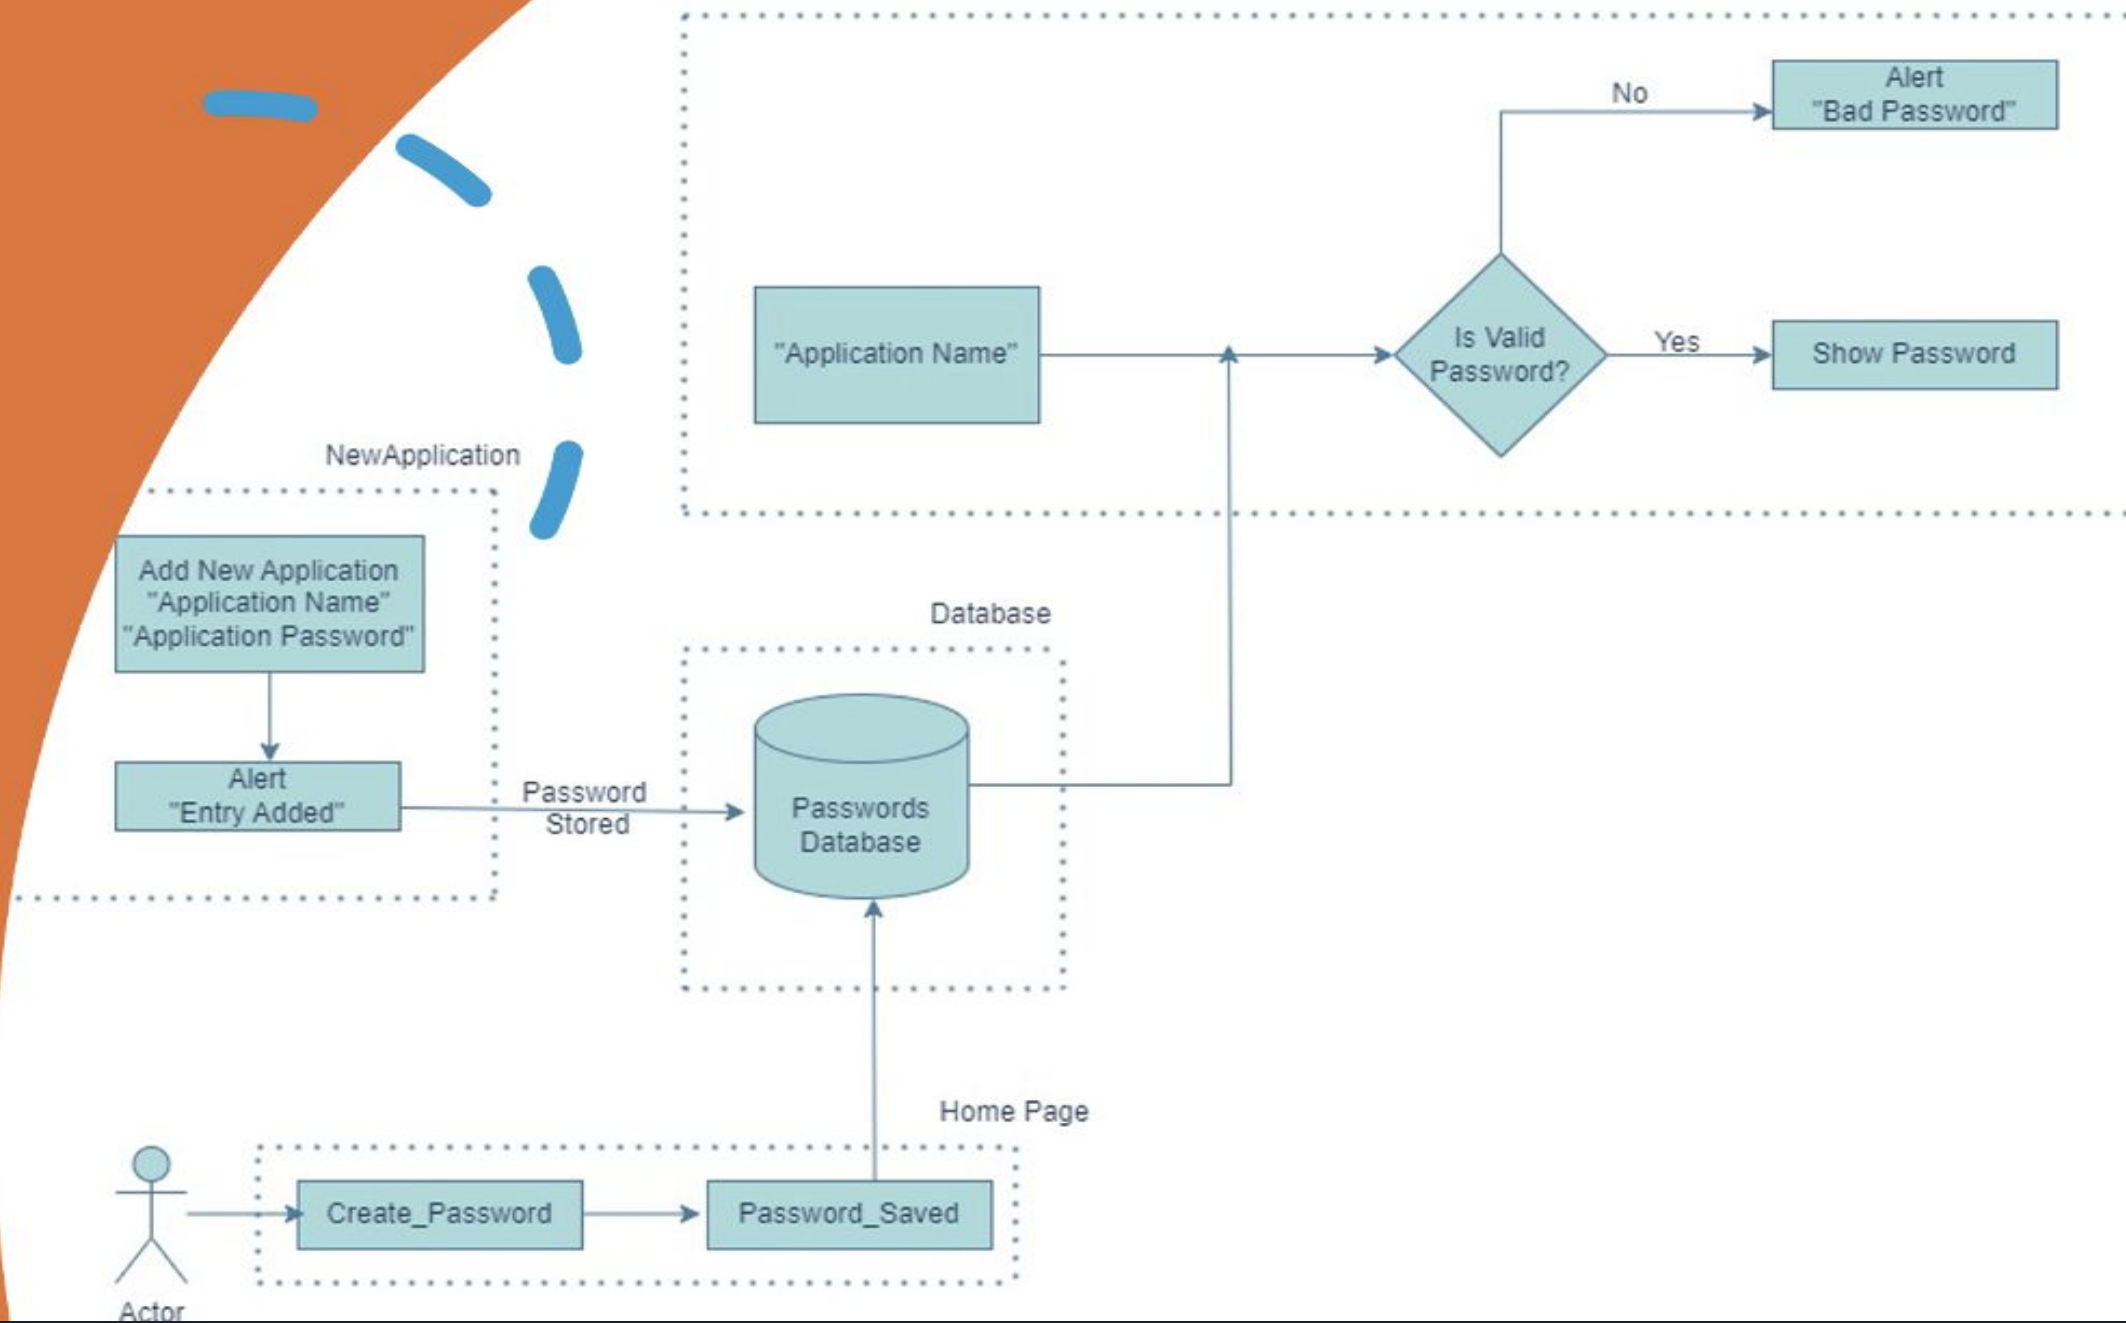 No
Alert
"Bad Password"
"Application Name"
Is Valid
Password?
Yes
Show Password
NewApplication
Add New Application
"Application Name"
"Application Password"
Alert
"Entry Added"
Password
Stored
Database
Passwords
Database
Home Page
Create_Password
Password_Saved
Actor